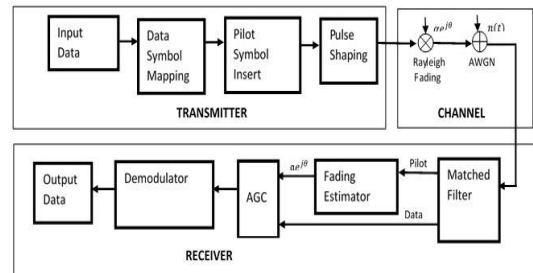 Input
Data
Data
Symbol
Mapping
Pilot
Symbol
Insert
Pulse
Shaping
TRANSMITTER
αe^{jθ}
n(t)
Rayleigh
Fading
AWGN
CHANNEL
Output
Data
Demodulator
AGC
αe^{jθ}
Fading
Estimator
Pilot
Data
Matched
Filter
RECEIVER